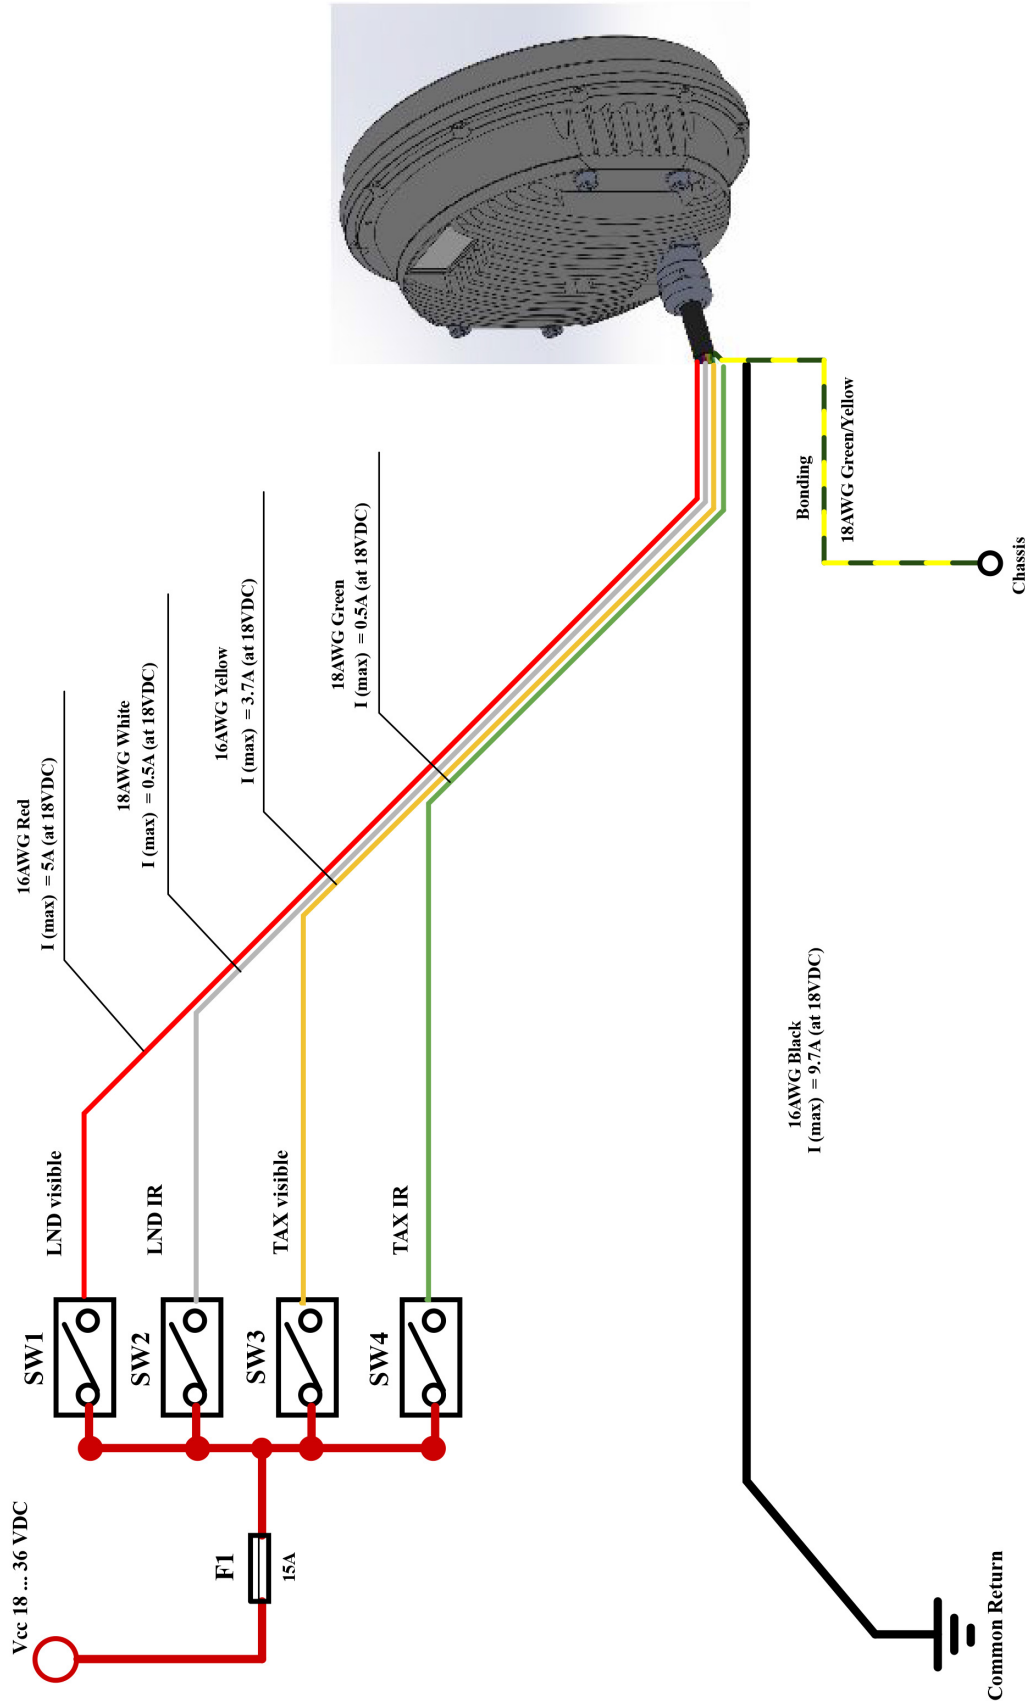 Vcc 18 ... 36 VDC
F1
15A
SW1
SW2
SW3
SW4
LND visible
LND IR
TAX visible
TAX IR
16AWG Red
I (max) = 5A (at 18VDC)
18AWG White
I (max) = 0.5A (at 18VDC)
16AWG Yellow
I (max) = 3.7A (at 18VDC)
18AWG Green
I (max) = 0.5A (at 18VDC)
16AWG Black
I (max) = 9.7A (at 18VDC)
Bonding
18AWG Green/Yellow
Chassis
Common Return